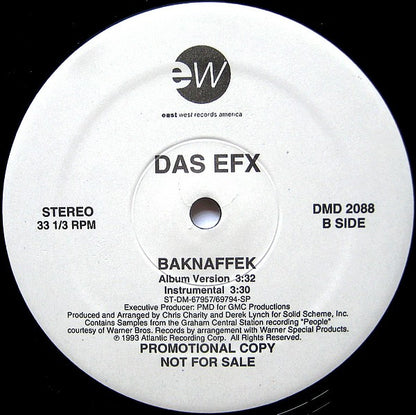 ew
east west records america
DAS EFX
STEREO
33 1/3 RPM
DMD 2088
B SIDE
BAKNAFFEK
Album Version 3:32
Instrumental 3:30
ST-DM-67957/69794-SP
Executive Producer: PMD for GMC Productions
Produced and Arranged by Chris Charity and Derek Lynch for Solid Scheme, Inc.
Contains Samples from the Graham Central Station recording "People"
courtesy of Warner Bros. Records by arrangement with Warner Special Products.
℗ 1993 Atlantic Recording Corp. All Rights Reserved.
PROMOTIONAL COPY
NOT FOR SALE